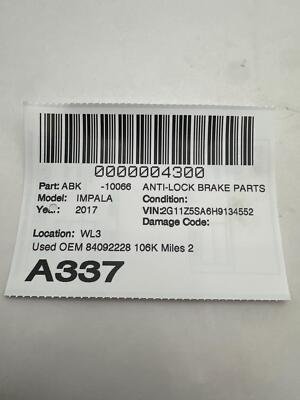 0000004300
Part: ABK -10066 ANTI-LOCK BRAKE PARTS
Model: IMPALA Condition:
Year: 2017 VIN:2G11Z5SA6H9134552
Damage Code:
Location: WL3
Used OEM 84092228 106K Miles 2
A337